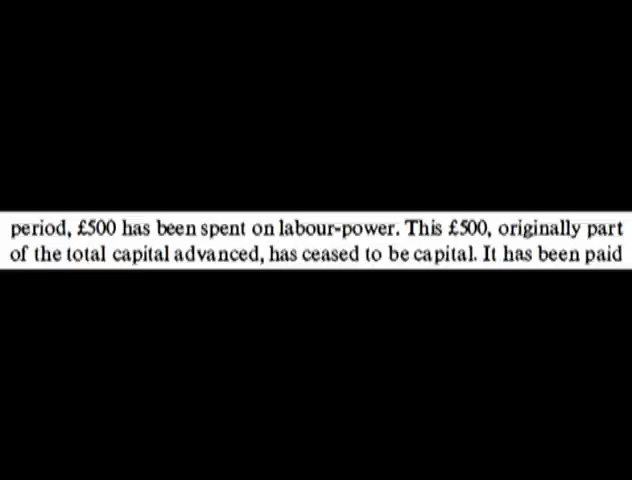 period, £500 has been spent on labour-power. This £500, originally part
of the total capital advanced, has ceased to be capital. It has been paid